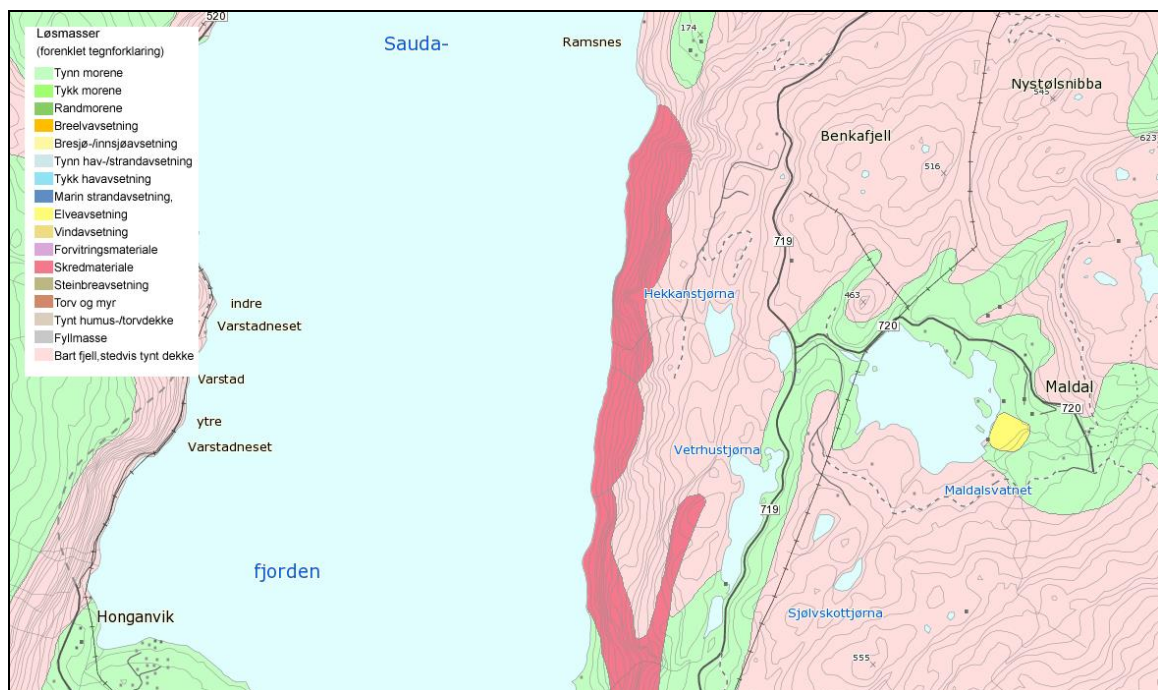 Løsmasser
(forenklet tegnforklaring)
Tynn morene
Tykk morene
Randmorene
Breelvavsetning
Bresjø-/innsjøavsetning
Tynn hav-/strandavsetning
Tykk havavsetning
Marin strandavsetning,
Elveavsetning
Vindavsetning
Forvitringsmateriale
Skredmateriale
Steinbreavsetning
Torv og myr
Tynt humus-/torvdekke
Fyllmasse
Bart fjell,stedvis tynt dekke
520
Sauda-
Ramsnes
174
Nystølsnibba
545
Benkafjell
516
623
719
indre
Varstadneset
Hekkanstjørna
463
720
Varstad
Maldal
720
ytre
Varstadneset
Vetrhustjørna
Maldalsvatnet
719
fjorden
Honganvik
Sjølvskottjørna
555